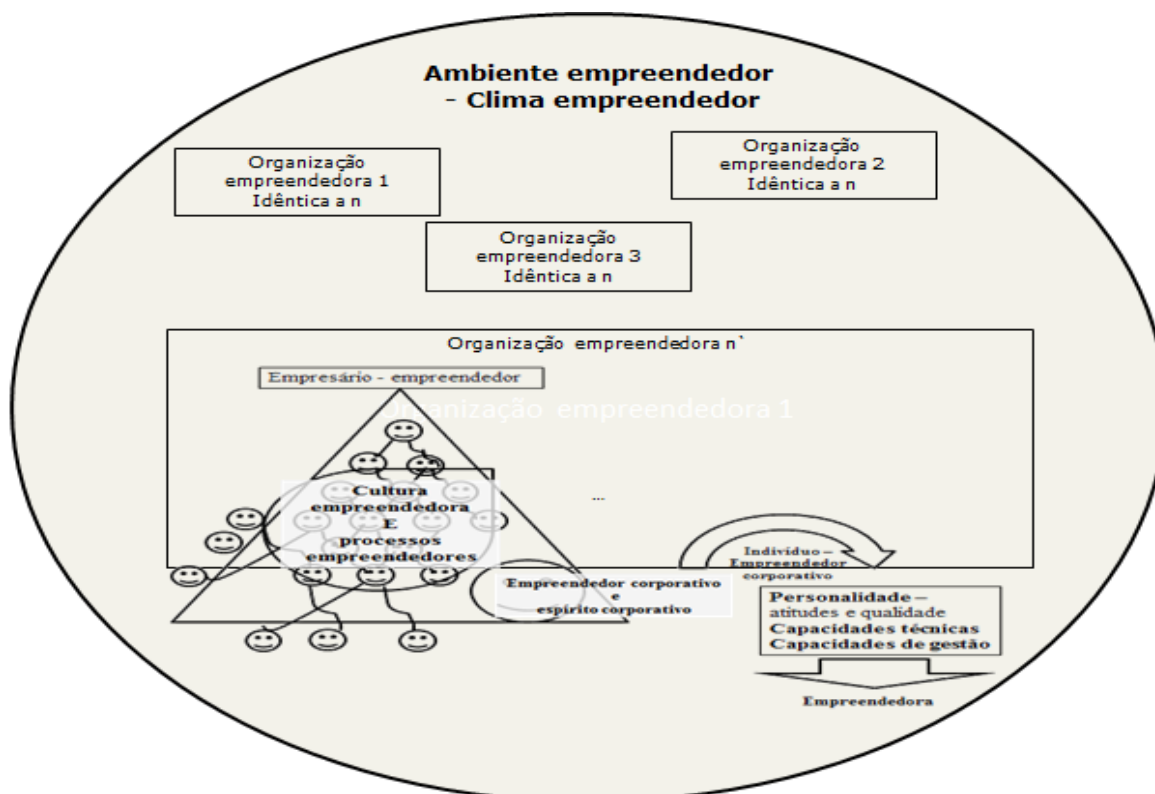 Ambiente empreendedor
- Clima empreendedor
Organização
empreendedora 1
Idêntica a n
Organização
empreendedora 2
Idêntica a n
Organização
empreendedora 3
Idêntica a n
Organização empreendedora n`
Empresário - empreendedor
Organização empreendedora 1
Cultura
empreendedora
E
processos
empreendedores
...
Indivíduo –
Empreendedor
corporativo
Empreendedor corporativo
e
espírito corporativo
Personalidade –
atitudes e qualidade
Capacidades técnicas
Capacidades de gestão
Empreendedora